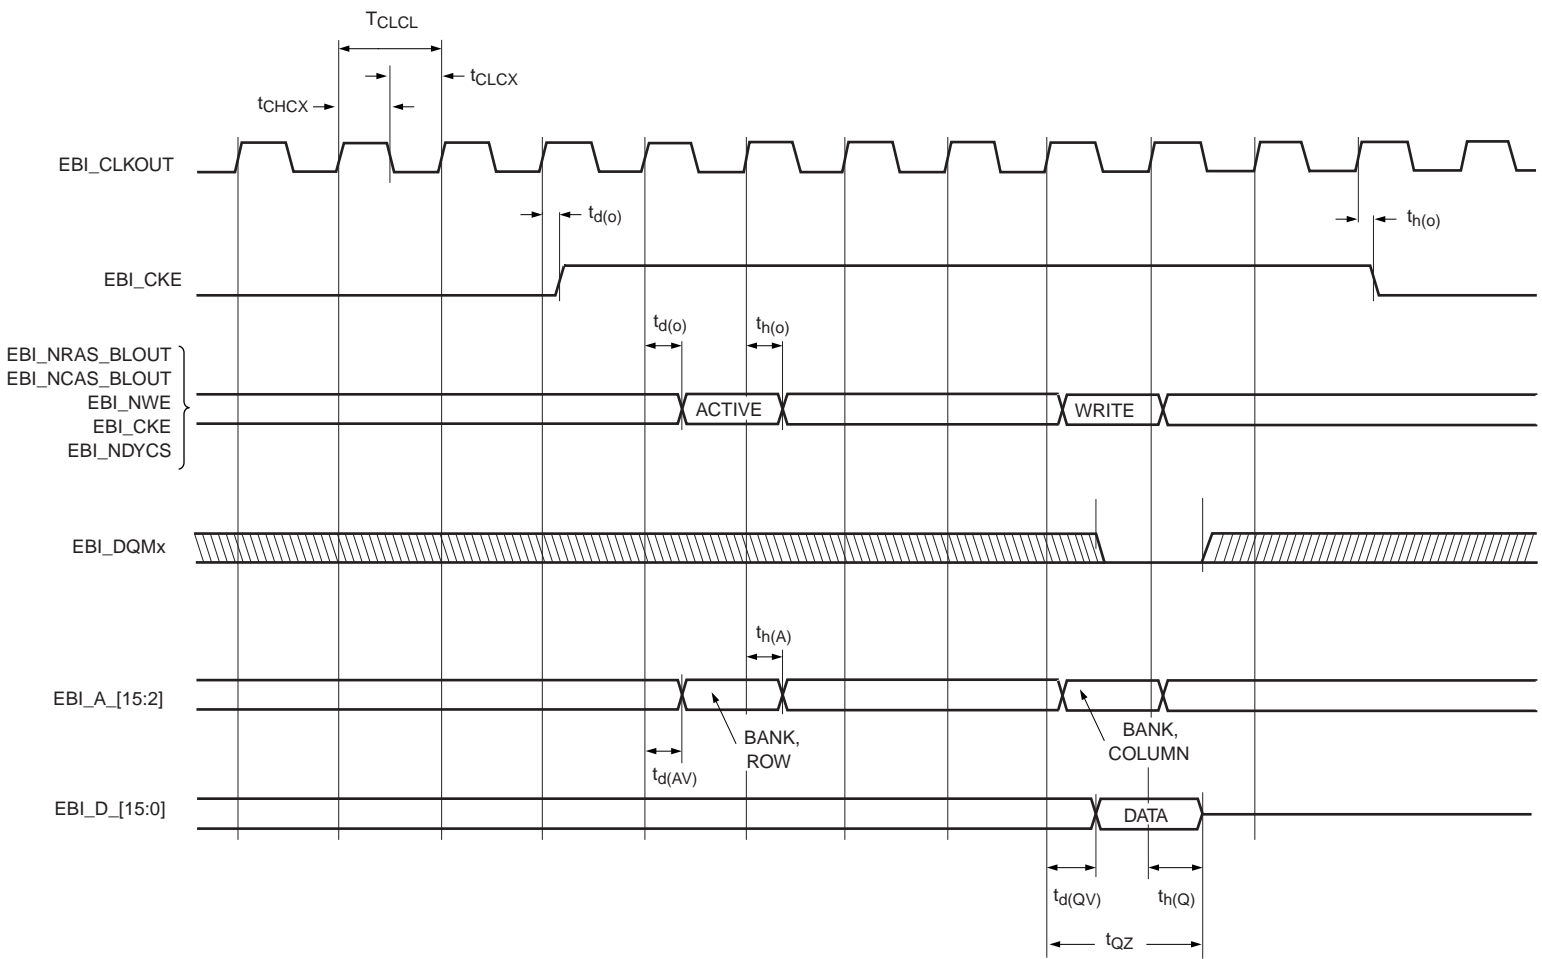 TCLCL
tCLCX
tCHCX
EBI_CLKOUT
td(o)
th(o)
EBI_CKE
td(o)
th(o)
EBI_NRAS_BLOUT
EBI_NCAS_BLOUT
EBI_NWE
EBI_CKE
EBI_NDYCS
ACTIVE
WRITE
EBI_DQMx
th(A)
EBI_A_[15:2]
BANK,
ROW
BANK,
COLUMN
td(AV)
EBI_D_[15:0]
DATA
td(QV)
th(Q)
tQZ